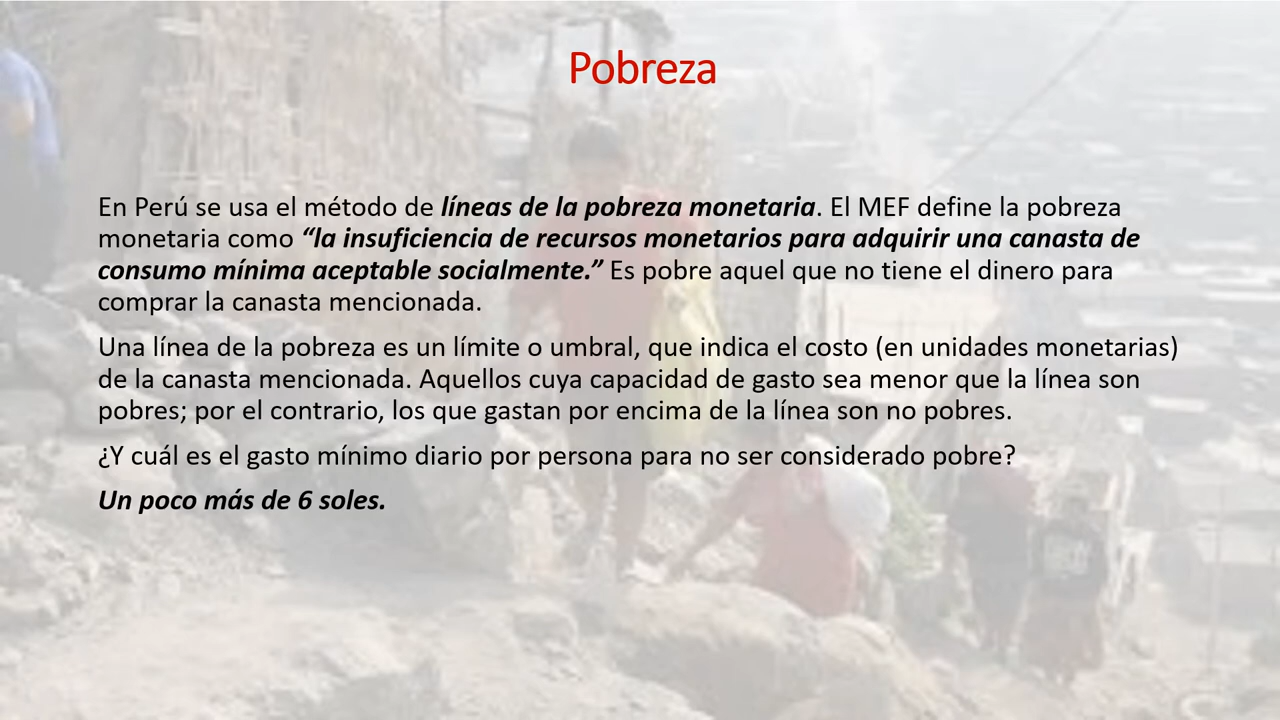 Pobreza
En Perú se usa el método de líneas de la pobreza monetaria. El MEF define la pobreza
monetaria como “la insuficiencia de recursos monetarios para adquirir una canasta de
consumo mínima aceptable socialmente.” Es pobre aquel que no tiene el dinero para
comprar la canasta mencionada.
Una línea de la pobreza es un límite o umbral, que indica el costo (en unidades monetarias)
de la canasta mencionada. Aquellos cuya capacidad de gasto sea menor que la línea son
pobres; por el contrario, los que gastan por encima de la línea son no pobres.
¿Y cuál es el gasto mínimo diario por persona para no ser considerado pobre?
Un poco más de 6 soles.